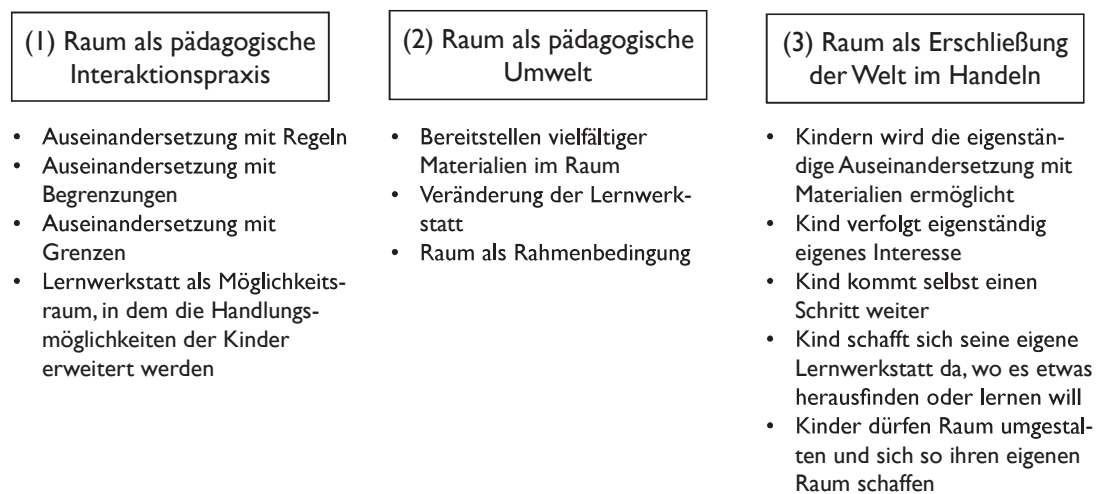 (1) Raum als pädagogische
Interaktionspraxis
• Auseinandersetzung mit Regeln
• Auseinandersetzung mit
Begrenzungen
• Auseinandersetzung mit
Grenzen
• Lernwerkstatt als Möglichkeits-
raum, in dem die Handlungs-
möglichkeiten der Kinder
erweitert werden
(2) Raum als pädagogische
Umwelt
• Bereitstellen vielfältiger
Materialien im Raum
• Veränderung der Lernwerk-
statt
• Raum als Rahmenbedingung
(3) Raum als Erschließung
der Welt im Handeln
• Kindern wird die eigenstän-
dige Auseinandersetzung mit
Materialien ermöglicht
• Kind verfolgt eigenständig
eigenes Interesse
• Kind kommt selbst einen
Schritt weiter
• Kind schafft sich seine eigene
Lernwerkstatt da, wo es etwas
herausfinden oder lernen will
• Kinder dürfen Raum umgestal-
ten und sich so ihren eigenen
Raum schaffen